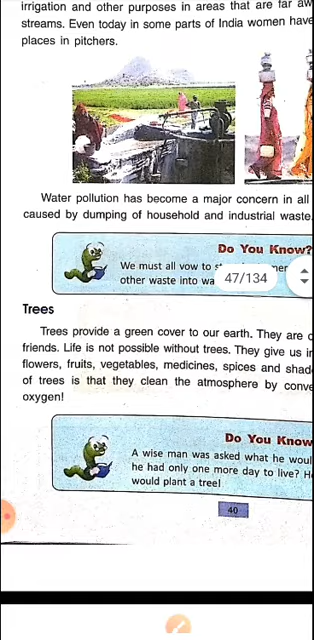 irrigation and other purposes in areas that are far aw
streams. Even today in some parts of India women have
places in pitchers.
Water pollution has become a major concern in all
caused by dumping of household and industrial waste
Do You Know?
We must all vow to
other waste into wa
47/134
Trees
Trees provide a green cover to our earth. They are
friends. Life is not possible without trees. They give us
flowers, fruits, vegetables, medicines, spices and shad
of trees is that they clean the atmosphere by conve
oxygen!
Do You Know
A wise man was asked what he woul
he had only one more day to live? H
would plant a tree!
40